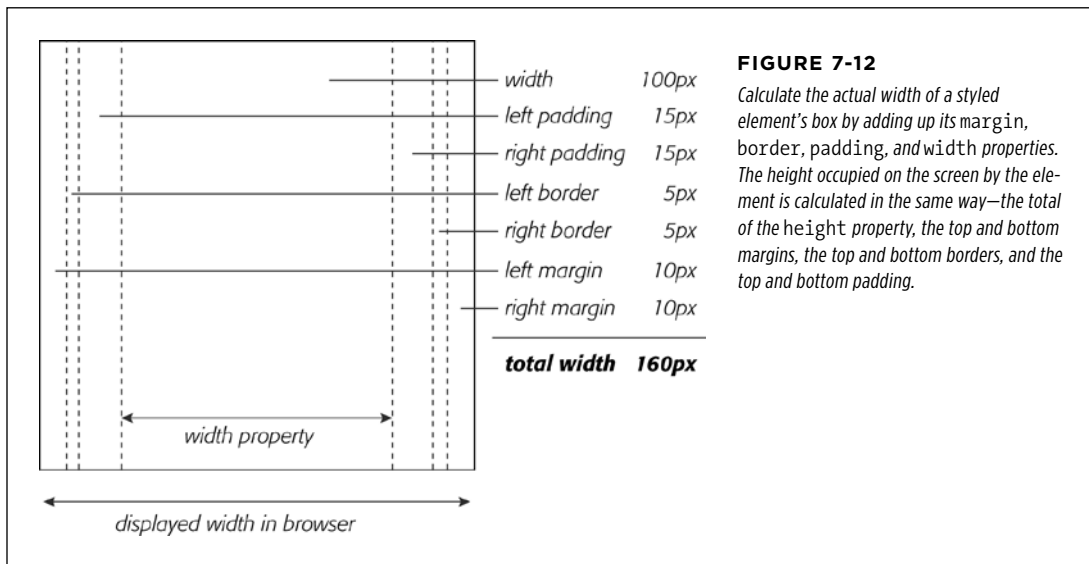 width 100px
left padding 15px
right padding 15px
left border 5px
right border 5px
left margin 10px
right margin 10px
total width 160px
width property
displayed width in browser
FIGURE 7-12
Calculate the actual width of a styled
element’s box by adding up its margin,
border, padding, and width properties.
The height occupied on the screen by the ele-
ment is calculated in the same way—the total
of the height property, the top and bottom
margins, the top and bottom borders, and the
top and bottom padding.